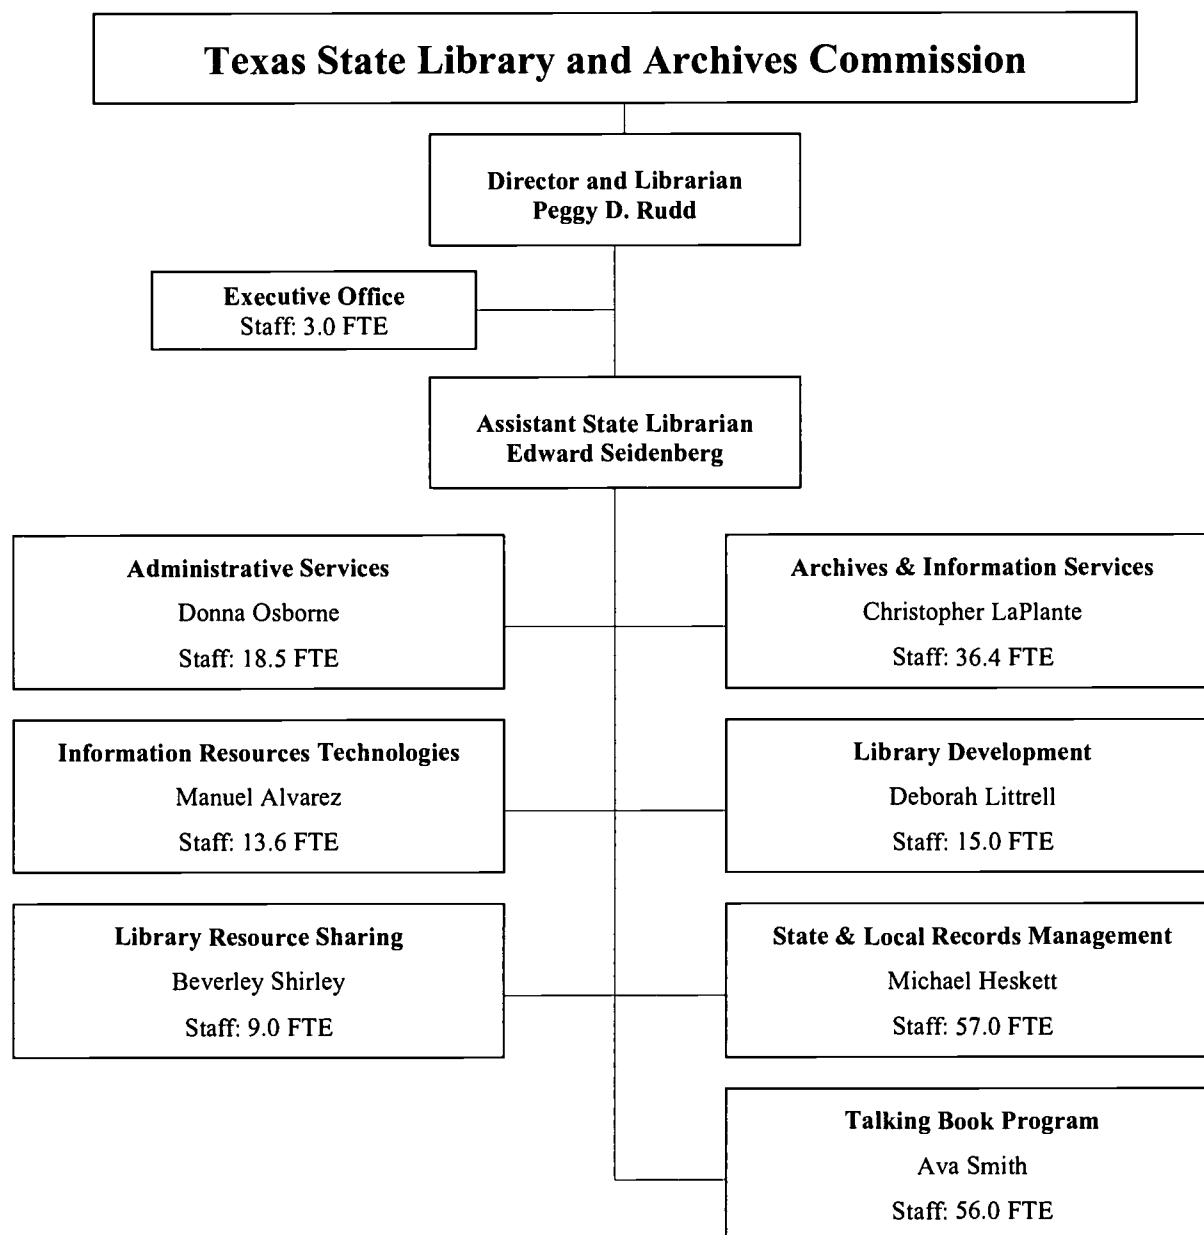 Texas State Library and Archives Commission
Director and Librarian
Peggy D. Rudd
Executive Office
Staff: 3.0 FTE
Assistant State Librarian
Edward Seidenberg
Administrative Services
Donna Osborne
Staff: 18.5 FTE
Archives & Information Services
Christopher LaPlante
Staff: 36.4 FTE
Information Resources Technologies
Manuel Alvarez
Staff: 13.6 FTE
Library Development
Deborah Littrell
Staff: 15.0 FTE
Library Resource Sharing
Beverley Shirley
Staff: 9.0 FTE
State & Local Records Management
Michael Heskett
Staff: 57.0 FTE
Talking Book Program
Ava Smith
Staff: 56.0 FTE